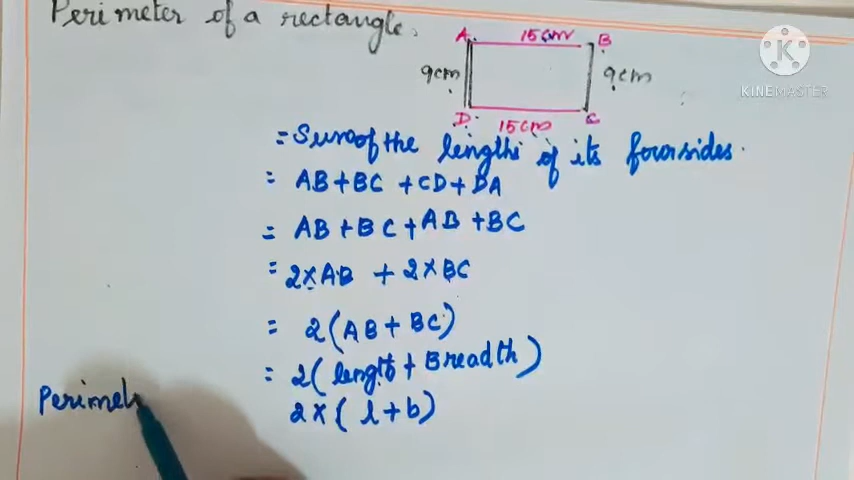 Perimeter of a rectangle.
A 15cm B
9cm 9cm
D 15cm C
= Sum of the lengths of its four sides.
= AB+BC +CD+DA
= AB+BC+AB+BC
= 2×AB + 2×BC
= 2(AB+BC)
= 2(length+Breadth)
Perimet 2×(l+b)
KINEMASTER